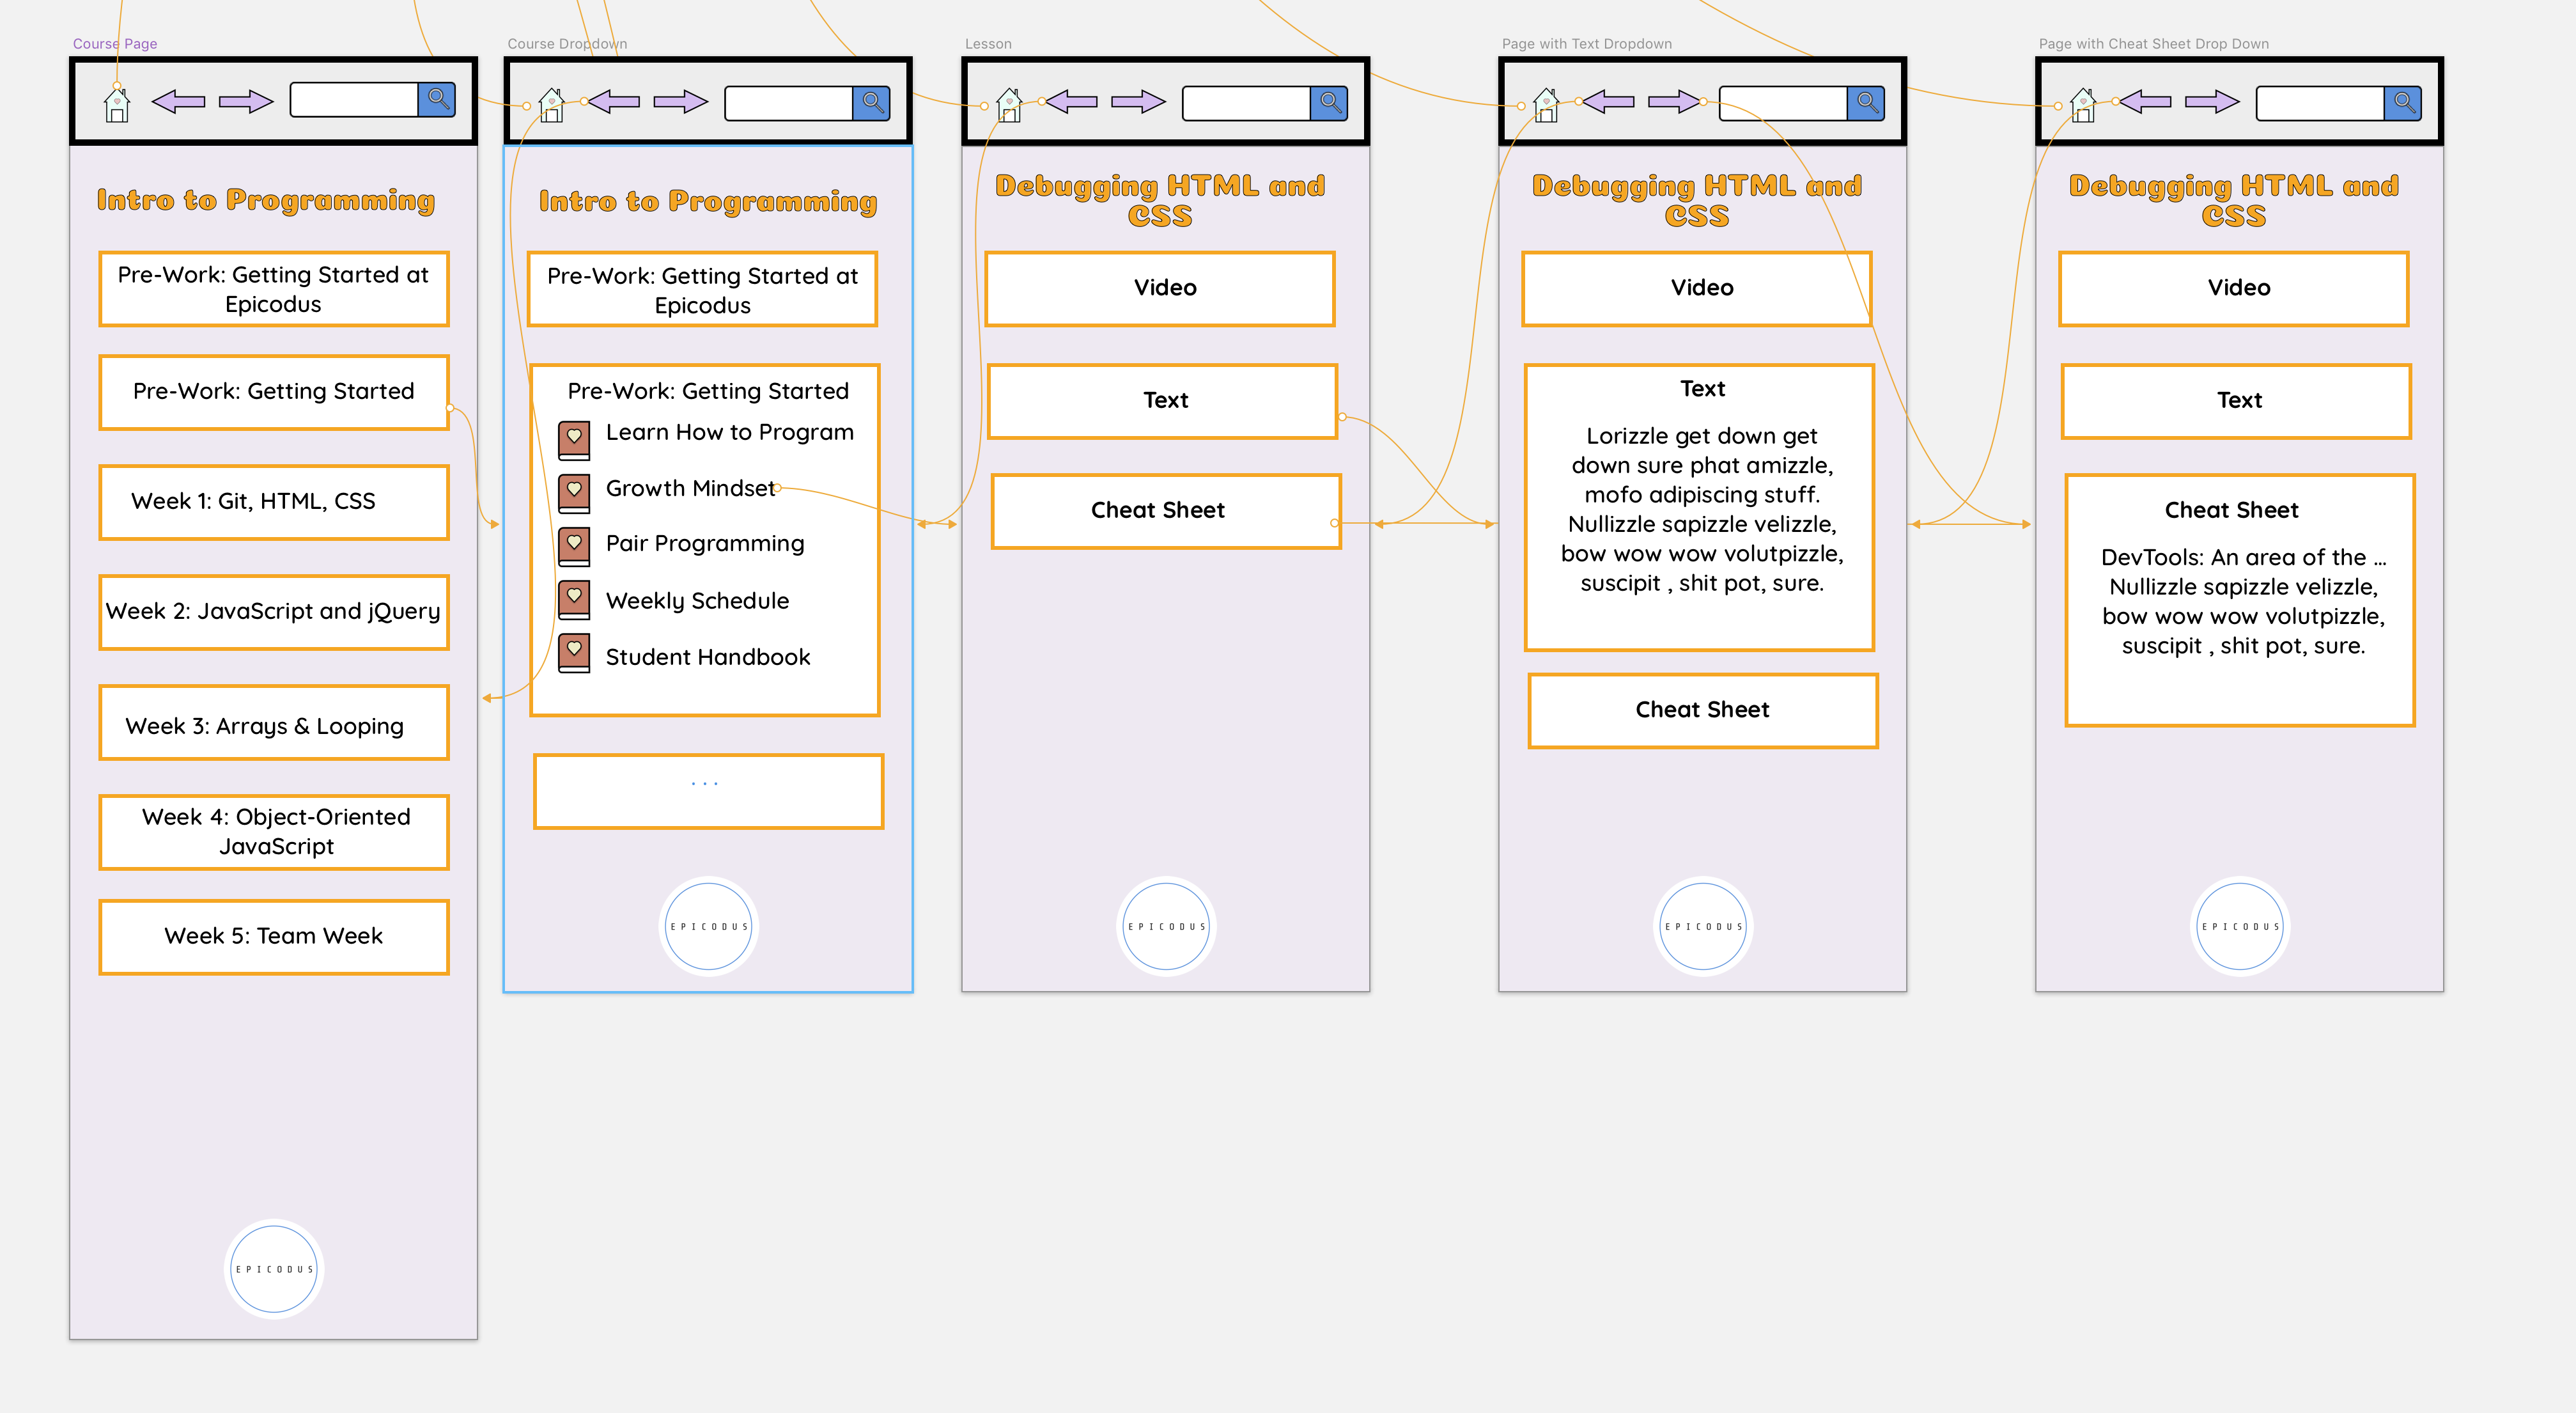 Course Page
Intro to Programming
Pre-Work: Getting Started at
Epicodus
Pre-Work: Getting Started
Week 1: Git, HTML, CSS
Week 2: JavaScript and jQuery
Week 3: Arrays & Looping
Week 4: Object-Oriented
JavaScript
Week 5: Team Week
EPICODUS
Course Dropdown
Intro to Programming
Pre-Work: Getting Started at
Epicodus
Pre-Work: Getting Started
Learn How to Program
Growth Mindset
Pair Programming
Weekly Schedule
Student Handbook
...
EPICODUS
Lesson
Debugging HTML and
CSS
Video
Text
Cheat Sheet
EPICODUS
Page with Text Dropdown
Debugging HTML and
CSS
Video
Text
Lorizzle get down get
down sure phat amizzle,
mofo adipiscing stuff.
Nullizzle sapizzle velizzle,
bow wow wow volutpizzle,
suscipit , shit pot, sure.
Cheat Sheet
EPICODUS
Page with Cheat Sheet Drop Down
Debugging HTML and
CSS
Video
Text
Cheat Sheet
DevTools: An area of the ...
Nullizzle sapizzle velizzle,
bow wow wow volutpizzle,
suscipit , shit pot, sure.
EPICODUS